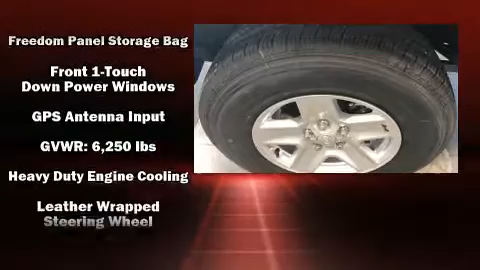 Freedom Panel Storage Bag
Front 1-Touch
Down Power Windows
GPS Antenna Input
GVWR: 6,250 lbs
Heavy Duty Engine Cooling
Leather Wrapped
Steering Wheel